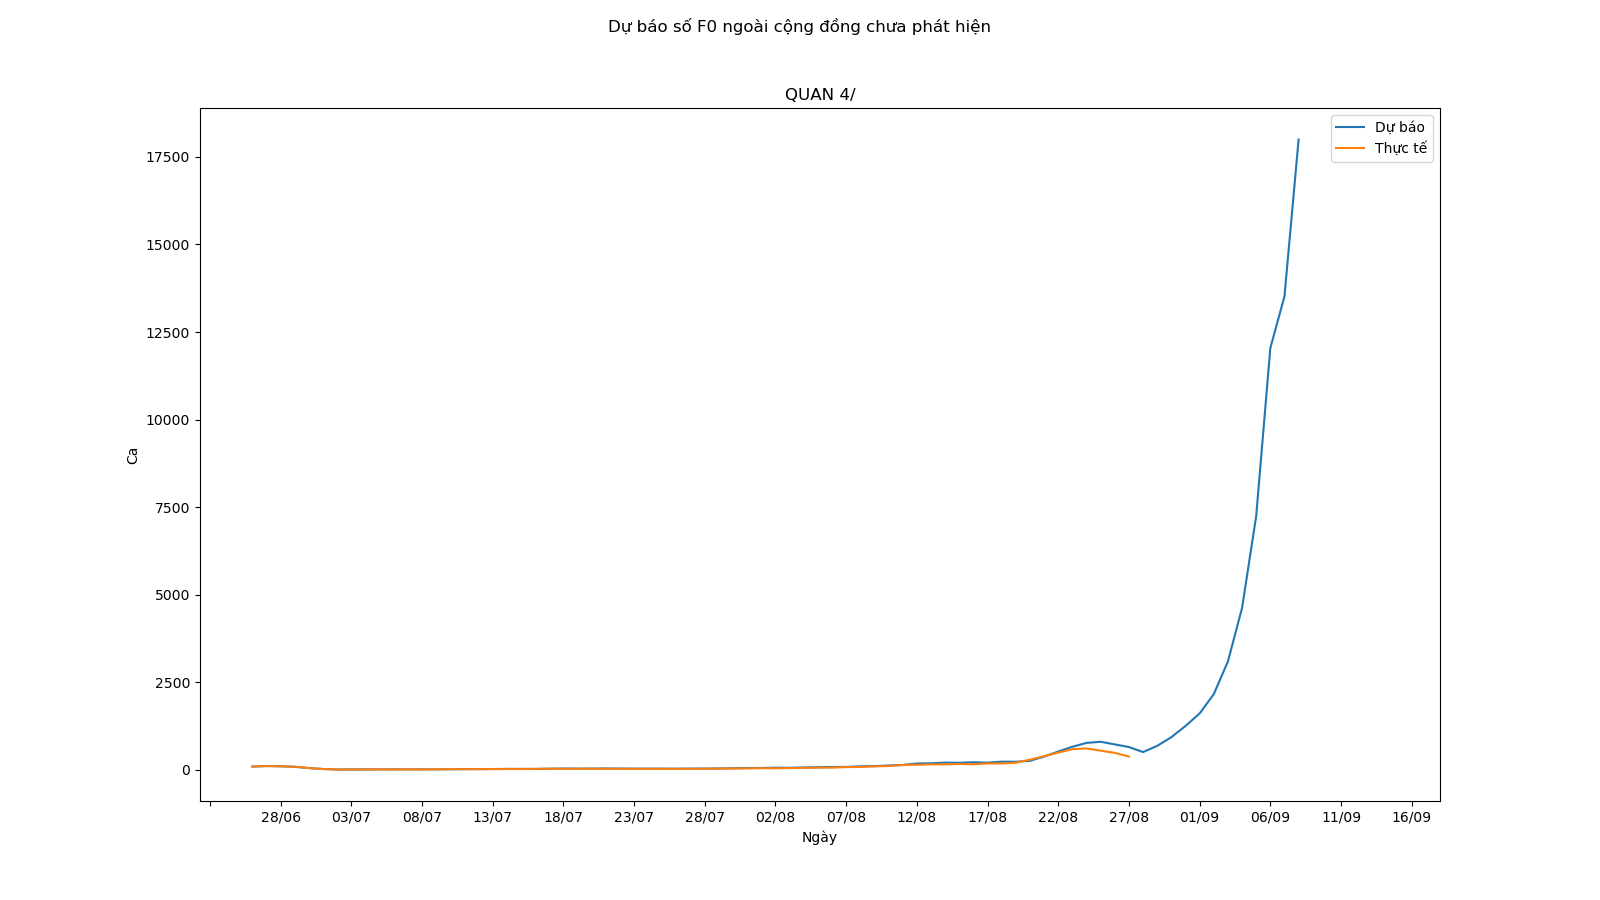 Dự báo số F0 ngoài cộng đồng chưa phát hiện
QUAN 4/
Dự báo
Thực tế
17500
15000
12500
10000
7500
5000
2500
0
Ca
28/06 03/07 08/07 13/07 18/07 23/07 28/07 02/08 07/08 12/08 17/08 22/08 27/08 01/09 06/09 11/09 16/09
Ngày